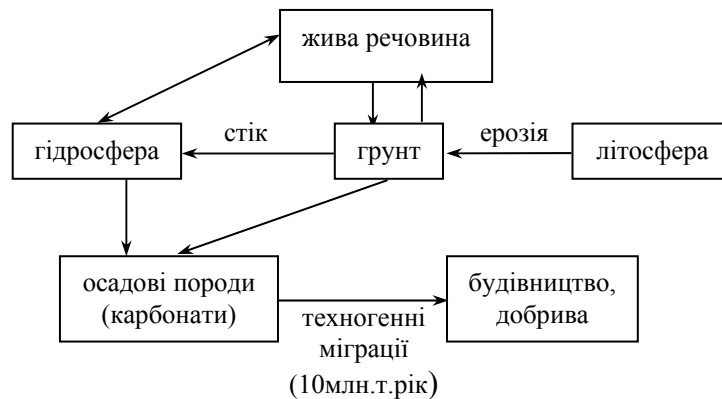 жива речовина
гідросфера
стік
грунт
ерозія
літосфера
осадові породи
(карбонати)
техногенні
міграції
(10млн.т.рік)
будівництво,
добрива